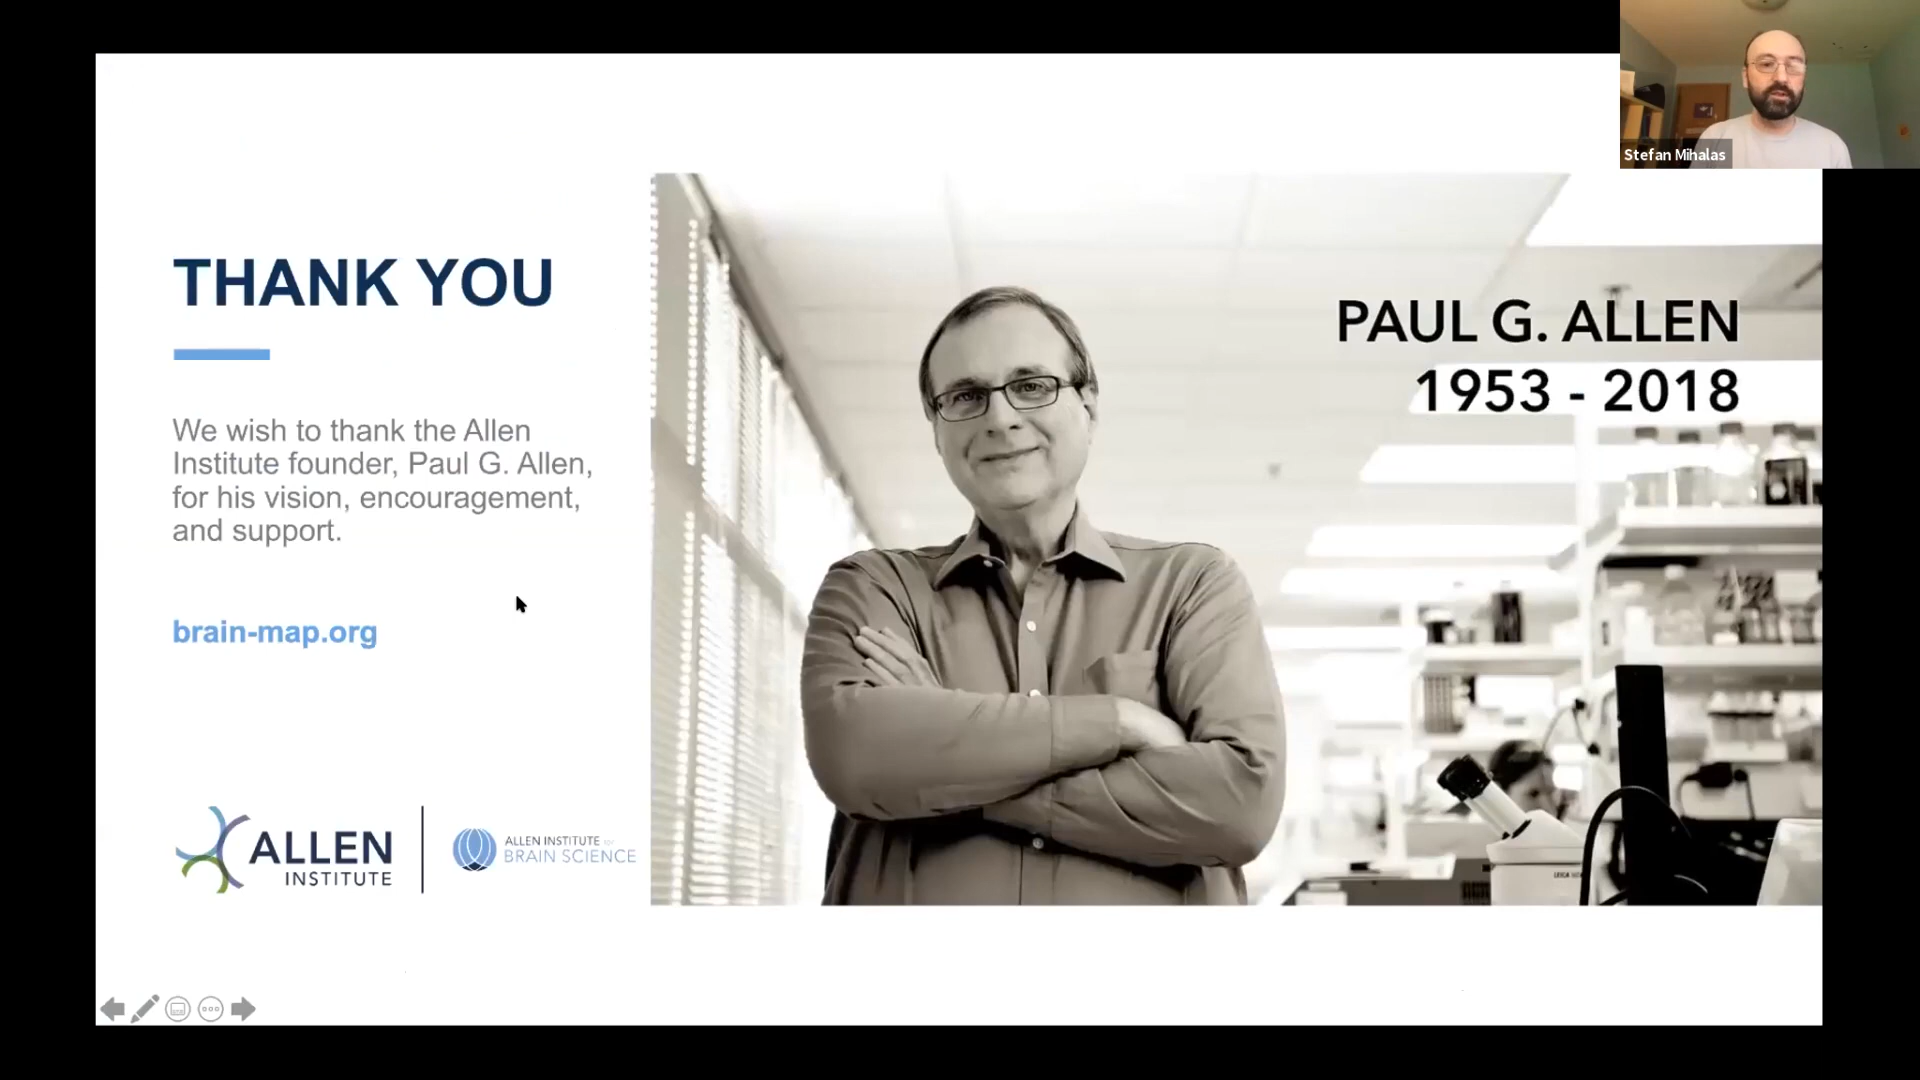 Stefan Mihalas
THANK YOU
PAUL G. ALLEN
1953 - 2018
We wish to thank the Allen
Institute founder, Paul G. Allen,
for his vision, encouragement,
and support.
brain-map.org
ALLEN
INSTITUTE
ALLEN INSTITUTE for
BRAIN SCIENCE
LEICA